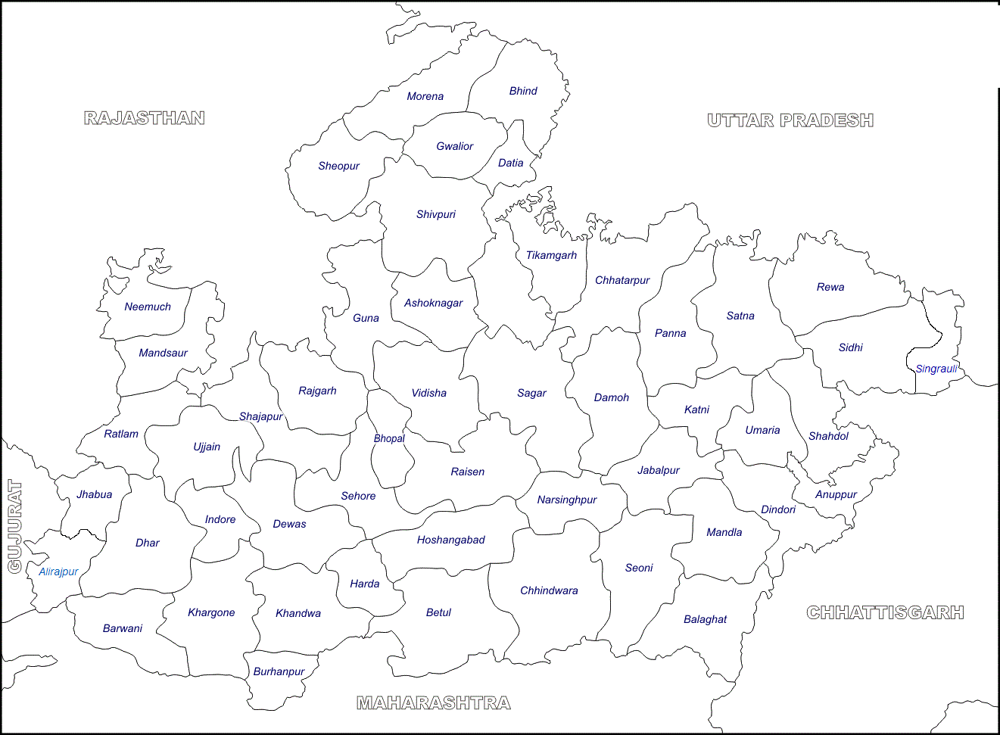 Morena
Bhind
RAJASTHAN
UTTAR PRADESH
Gwalior
Datia
Sheopur
Shivpuri
Tikamgarh
Chhatarpur
Rewa
Neemuch
Ashoknagar
Guna
Satna
Panna
Sidhi
Mandsaur
Singrauli
Rajgarh
Vidisha
Sagar
Damoh
Katni
Shajapur
Ratlam
Bhopal
Umaria
Shahdol
Ujjain
Raisen
Jabalpur
Jhabua
Sehore
Narsinghpur
Anuppur
Dindori
Indore
Dewas
GUJURAT
Mandla
Dhar
Hoshangabad
Alirajpur
Seoni
Harda
Chhindwara
Khargone
Khandwa
Betul
CHHATTISGARH
Balaghat
Barwani
Burhanpur
MAHARASHTRA